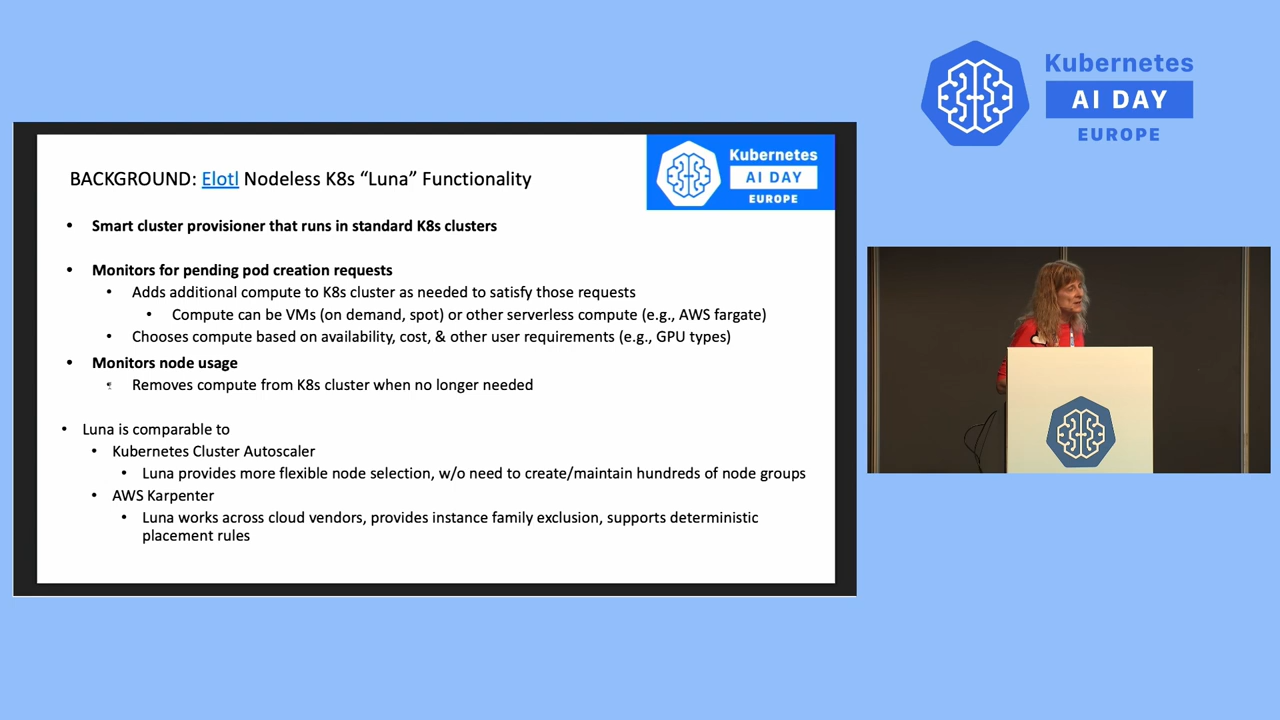 Kubernetes
AI DAY
EUROPE
BACKGROUND: Elotl Nodeless K8s “Luna” Functionality
Kubernetes
AI DAY
EUROPE
• Smart cluster provisioner that runs in standard K8s clusters
• Monitors for pending pod creation requests
• Adds additional compute to K8s cluster as needed to satisfy those requests
• Compute can be VMs (on demand, spot) or other serverless compute (e.g., AWS fargate)
• Chooses compute based on availability, cost, & other user requirements (e.g., GPU types)
• Monitors node usage
• Removes compute from K8s cluster when no longer needed
• Luna is comparable to
• Kubernetes Cluster Autoscaler
• Luna provides more flexible node selection, w/o need to create/maintain hundreds of node groups
• AWS Karpenter
• Luna works across cloud vendors, provides instance family exclusion, supports deterministic
placement rules